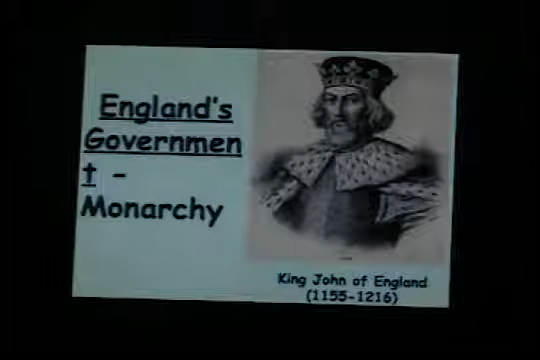 England's
Governmen
t -
Monarchy
King John of England
(1155-1216)